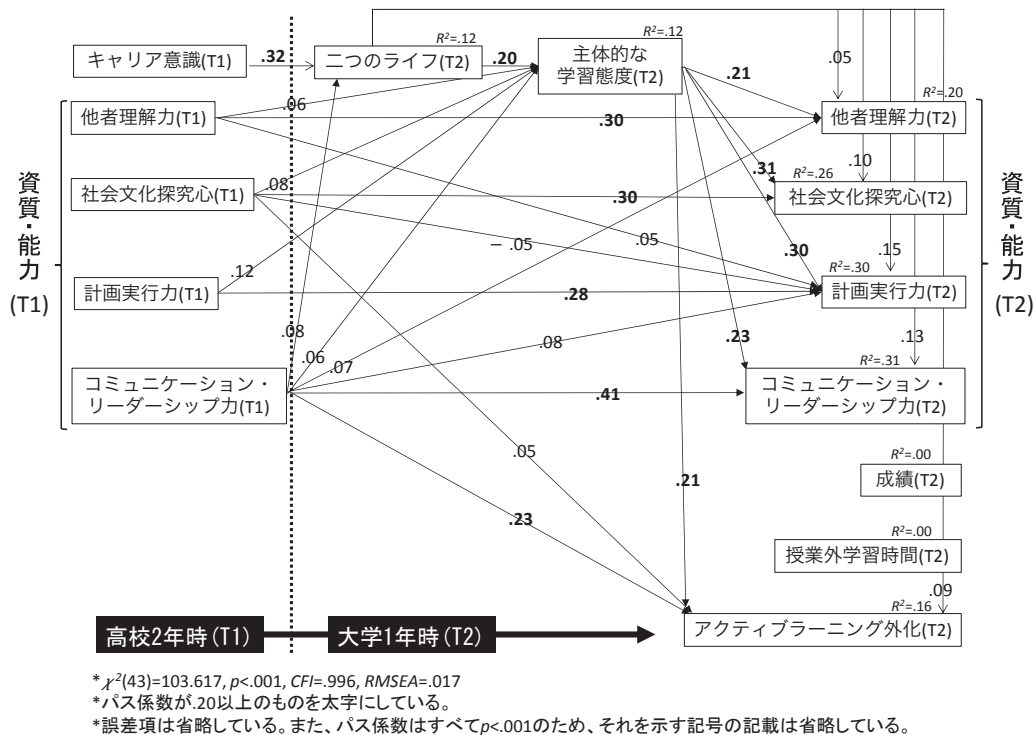 R²=.12
R²=.12
キャリア意識(T1)
.32
二つのライフ(T2)
.20
主体的な
学習態度(T2)
.05
.21
R²=.20
他者理解力(T1)
.06
.30
他者理解力(T2)
.10
.31
R²=.26
社会文化探究心(T1)
.08
.30
社会文化探究心(T2)
資質・能力
(T1)
資質・能力
(T2)
－.05
.05
.30
.15
R²=.30
.12
計画実行力(T1)
.28
計画実行力(T2)
.08
.06
.07
.08
.23
.13
R²=.31
コミュニケーション・
リーダーシップ力(T1)
.41
コミュニケーション・
リーダーシップ力(T2)
.05
.21
R²=.00
成績(T2)
.23
R²=.00
授業外学習時間(T2)
.09
R²=.16
アクティブラーニング外化(T2)
高校2年時(T1)
大学1年時(T2)
*χ²(43)=103.617, p<.001, CFI=.996, RMSEA=.017
*パス係数が.20以上のものを太字にしている。
*誤差項は省略している。また、パス係数はすべてp<.001のため、それを示す記号の記載は省略している。